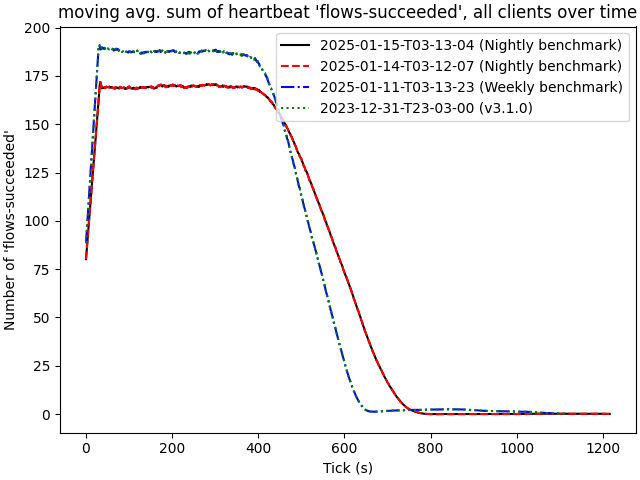 moving avg. sum of heartbeat 'flows-succeeded', all clients over time
2025-01-15-T03-13-04 (Nightly benchmark)
2025-01-14-T03-12-07 (Nightly benchmark)
2025-01-11-T03-13-23 (Weekly benchmark)
2023-12-31-T23-03-00 (v3.1.0)
Number of 'flows-succeeded'
200
175
150
125
100
75
50
25
0
0 200 400 600 800 1000 1200
Tick (s)